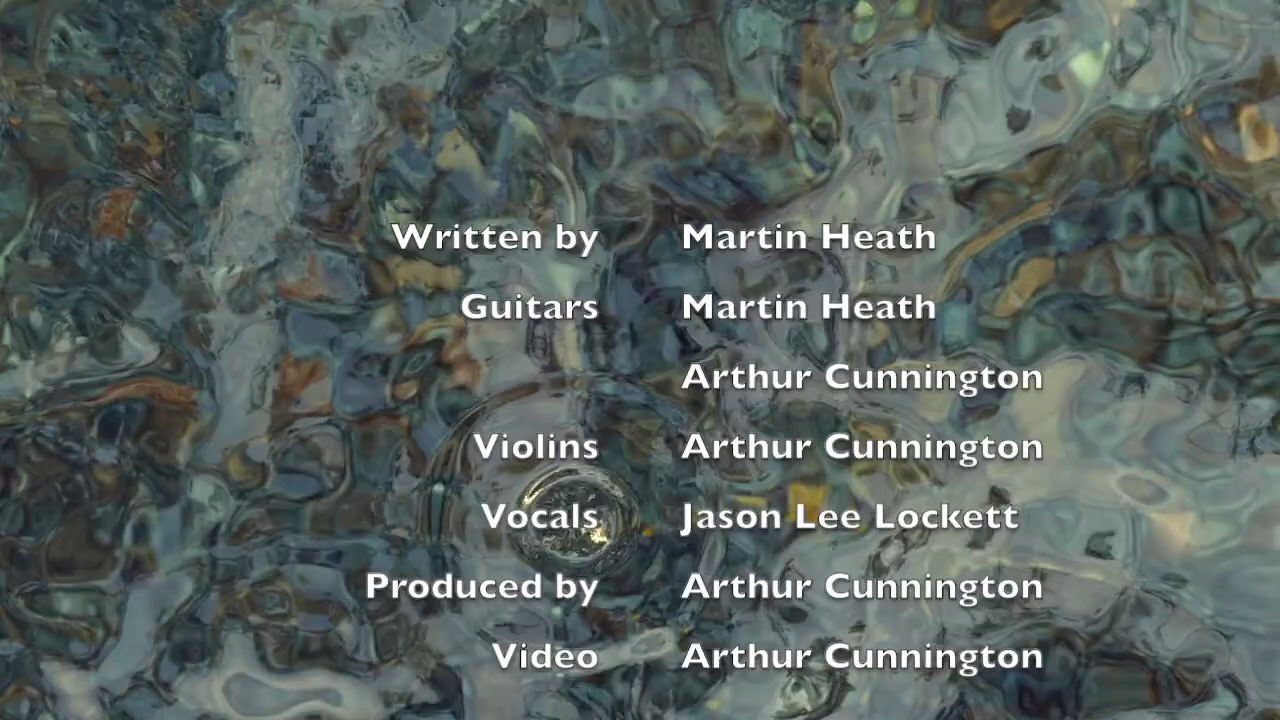 Written by Martin Heath
Guitars Martin Heath
Arthur Cunnington
Violins Arthur Cunnington
Vocals Jason Lee Lockett
Produced by Arthur Cunnington
Video Arthur Cunnington